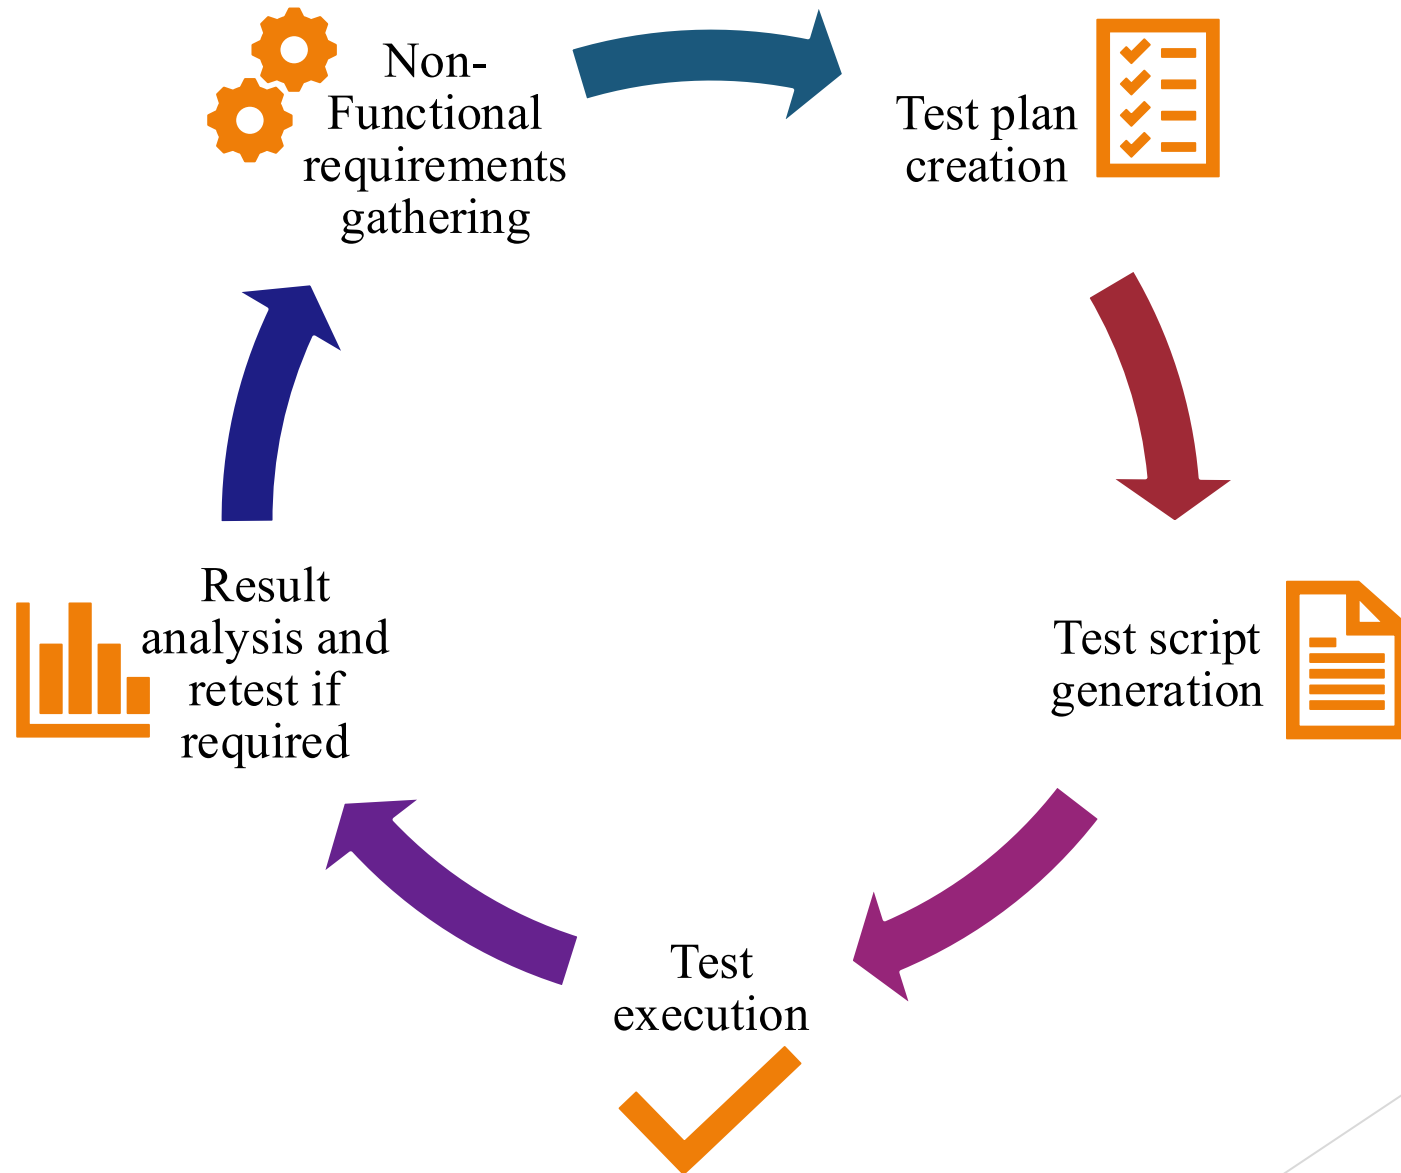 Non-
Functional
requirements
gathering
Test plan
creation
Test script
generation
Test
execution
Result
analysis and
retest if
required